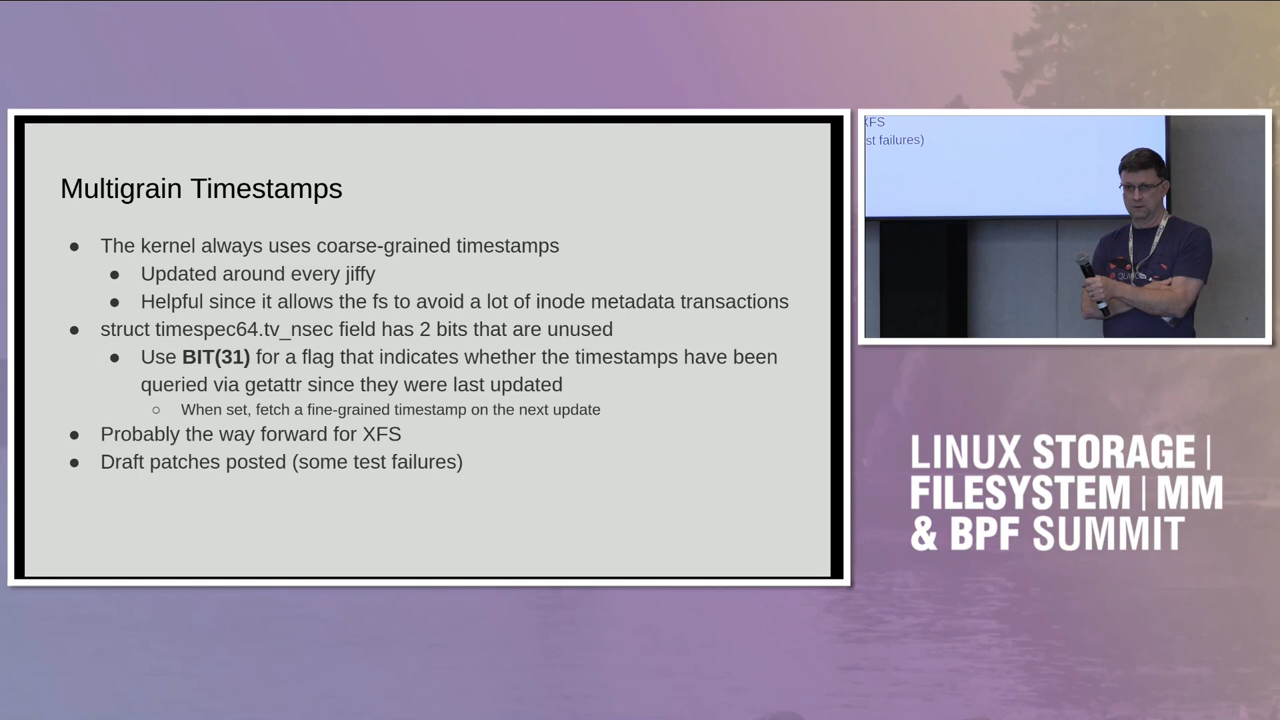 Multigrain Timestamps
● The kernel always uses coarse-grained timestamps
● Updated around every jiffy
● Helpful since it allows the fs to avoid a lot of inode metadata transactions
● struct timespec64.tv_nsec field has 2 bits that are unused
● Use BIT(31) for a flag that indicates whether the timestamps have been
queried via getattr since they were last updated
○ When set, fetch a fine-grained timestamp on the next update
● Probably the way forward for XFS
● Draft patches posted (some test failures)
XFS
st failures)
LINUX STORAGE |
FILESYSTEM | MM
& BPF SUMMIT